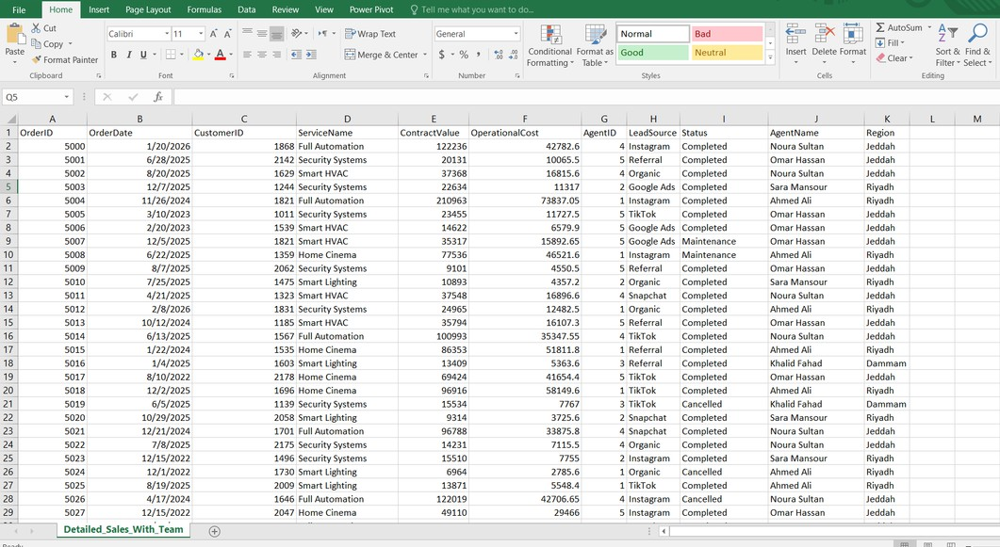 File Home Insert Page Layout Formulas Data Review View Power Pivot Tell me what you want to do...
Paste Cut Copy Format Painter Clipboard
Calibri 11 A A B I U A Font
Wrap Text Merge & Center Alignment
General $ % , Number
Conditional Formatting Format as Table Normal Bad Good Neutral Styles
Insert Delete Format Cells
AutoSum Fill Clear Sort & Filter Find & Select Editing
Q5 fx
A B C D E F G H I J K L M
1 OrderID OrderDate CustomerID ServiceName ContractValue OperationalCost AgentID LeadSource Status AgentName Region
2 5000 1/20/2026 1868 Full Automation 122236 42782.6 4 Instagram Completed Noura Sultan Jeddah
3 5001 6/28/2025 2142 Security Systems 20131 10065.5 5 Referral Completed Omar Hassan Jeddah
4 5002 8/20/2025 1629 Smart HVAC 37368 16815.6 4 Organic Completed Noura Sultan Jeddah
5 5003 12/7/2025 1244 Security Systems 22634 11317 2 Google Ads Completed Sara Mansour Riyadh
6 5004 11/26/2024 1821 Full Automation 210963 73837.05 1 Instagram Completed Ahmed Ali Riyadh
7 5005 3/10/2023 1011 Security Systems 23455 11727.5 5 TikTok Completed Omar Hassan Jeddah
8 5006 2/20/2023 1539 Smart HVAC 14622 6579.9 5 Google Ads Completed Omar Hassan Jeddah
9 5007 12/5/2025 1821 Smart HVAC 35317 15892.65 5 Google Ads Maintenance Omar Hassan Jeddah
10 5008 6/22/2025 1359 Home Cinema 77536 46521.6 1 Instagram Maintenance Ahmed Ali Riyadh
11 5009 8/7/2025 2062 Security Systems 9101 4550.5 5 Referral Completed Omar Hassan Jeddah
12 5010 7/25/2025 1475 Smart Lighting 10893 4357.2 2 Organic Completed Sara Mansour Riyadh
13 5011 4/21/2025 1323 Smart HVAC 37548 16896.6 4 Snapchat Completed Noura Sultan Jeddah
14 5012 2/8/2026 1831 Security Systems 24965 12482.5 1 Organic Completed Ahmed Ali Riyadh
15 5013 10/12/2024 1185 Smart HVAC 35794 16107.3 5 Referral Completed Omar Hassan Jeddah
16 5014 6/13/2025 1567 Full Automation 100993 35347.55 4 TikTok Completed Noura Sultan Jeddah
17 5015 1/22/2024 1535 Home Cinema 86353 51811.8 1 Referral Completed Ahmed Ali Riyadh
18 5016 1/4/2025 1603 Smart Lighting 13409 5363.6 3 Referral Completed Khalid Fahad Dammam
19 5017 8/10/2022 2178 Home Cinema 69424 41654.4 5 TikTok Completed Omar Hassan Jeddah
20 5018 12/2/2025 1696 Home Cinema 96916 58149.6 1 TikTok Completed Ahmed Ali Riyadh
21 5019 6/5/2025 1139 Security Systems 15534 7767 3 TikTok Cancelled Khalid Fahad Dammam
22 5020 10/29/2025 2058 Smart Lighting 9314 3725.6 2 Snapchat Completed Sara Mansour Riyadh
23 5021 12/21/2024 1701 Full Automation 96788 33875.8 4 Snapchat Completed Noura Sultan Jeddah
24 5022 7/8/2025 2175 Security Systems 14231 7115.5 4 Organic Completed Noura Sultan Jeddah
25 5023 12/15/2022 1496 Security Systems 15510 7755 2 Instagram Completed Sara Mansour Riyadh
26 5024 12/1/2022 1730 Smart Lighting 6964 2785.6 1 Organic Cancelled Ahmed Ali Riyadh
27 5025 8/19/2025 2009 Smart Lighting 13871 5548.4 1 TikTok Completed Ahmed Ali Riyadh
28 5026 4/17/2024 1646 Full Automation 122019 42706.65 4 Instagram Cancelled Noura Sultan Jeddah
29 5027 12/15/2022 2047 Home Cinema 49110 29466 5 Instagram Completed Omar Hassan Jeddah
Detailed_Sales_With_Team